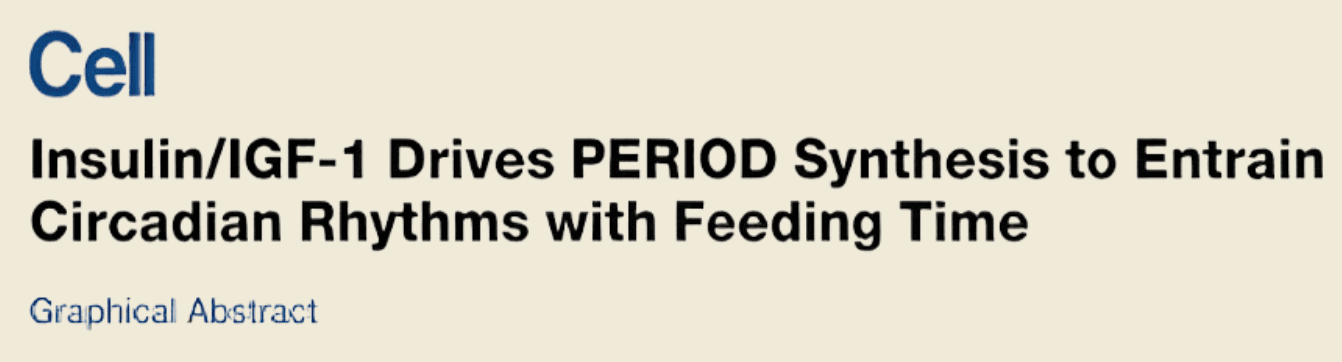 Cell
Insulin/IGF-1 Drives PERIOD Synthesis to Entrain
Circadian Rhythms with Feeding Time
Graphical Abstract